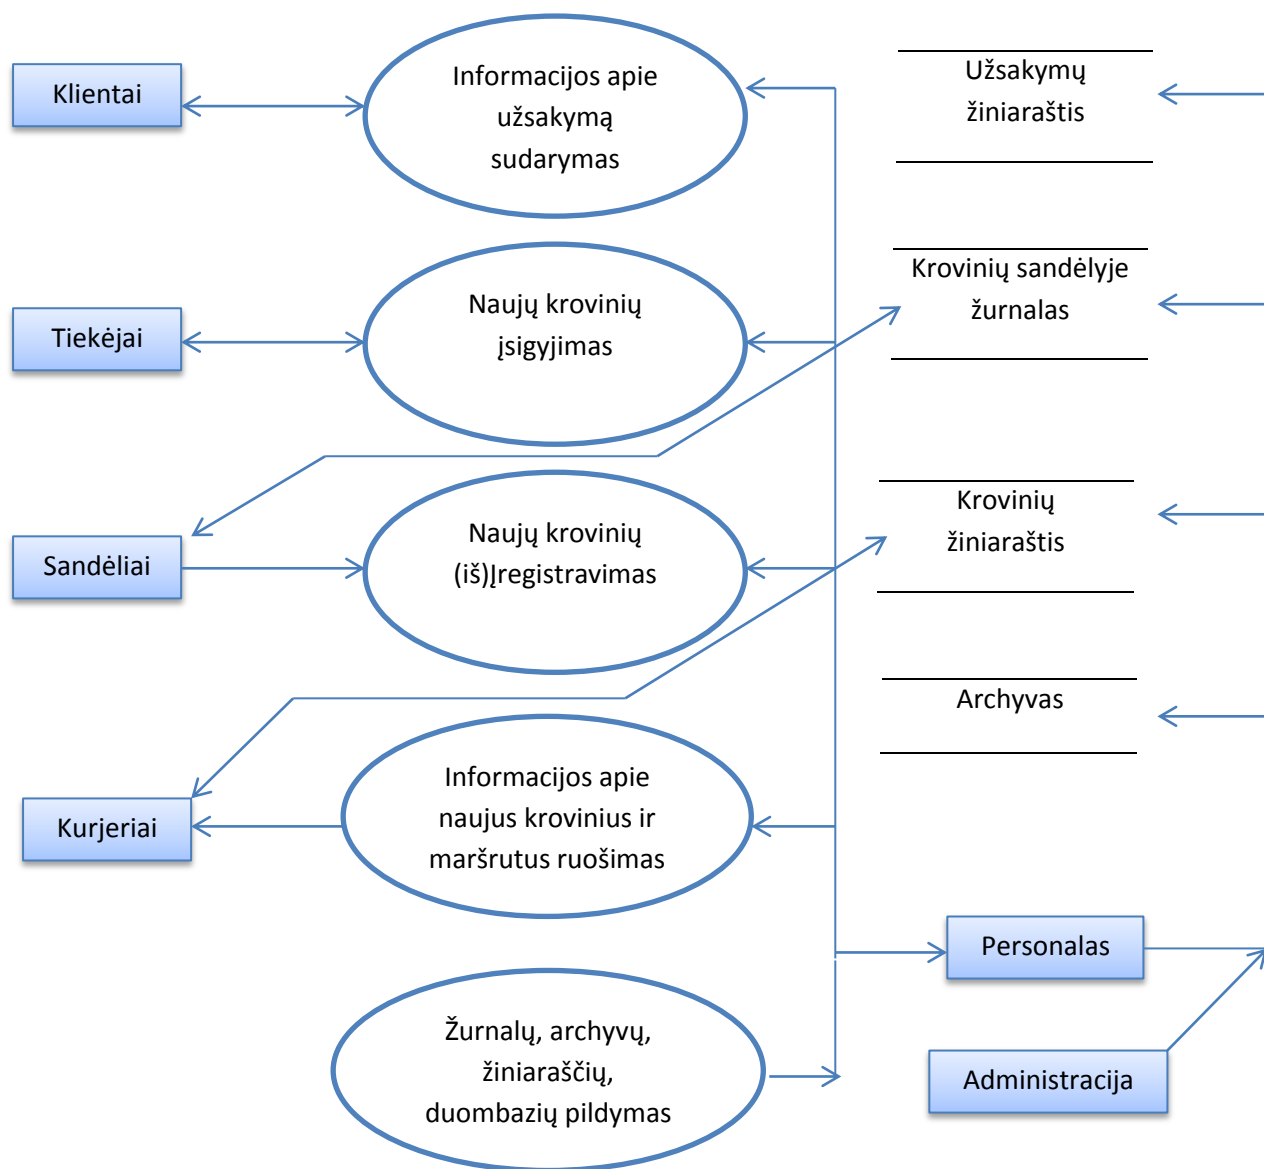 Klientai
Informacijos apie
užsakymą
sudarymas
Užsakymų
žiniaraštis
Tiekėjai
Naujų krovinių
įsigyjimas
Krovinių sandėlyje
žurnalas
Sandėliai
Naujų krovinių
(iš)Įregistravimas
Krovinių
žiniaraštis
Archyvas
Kurjeriai
Informacijos apie
naujus krovinius ir
maršrutus ruošimas
Personalas
Žurnalų, archyvų,
žiniaraščių,
duombazių pildymas
Administracija